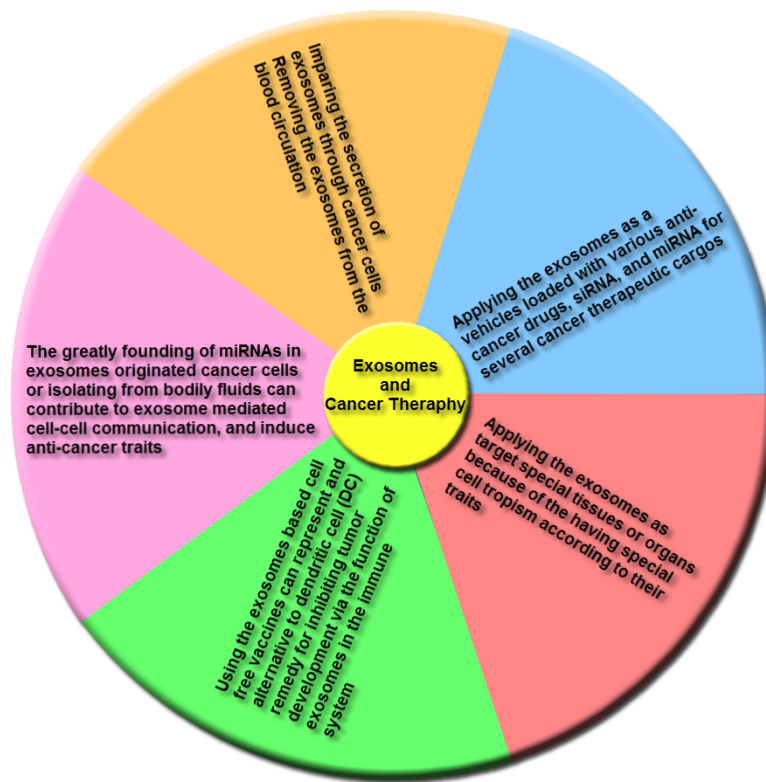 Imparing the secretion of
exosomes through cancer cells
Removing the exosomes from the
blood circulation
Applying the exosomes as a
vehicles loaded with various anti-
cancer drugs, siRNA, and miRNA for
several cancer therapeutic cargos
The greatly founding of miRNAs in
exosomes originated cancer cells
or isolating from bodily fluids can
contribute to exosome mediated
cell-cell communication, and induce
anti-cancer traits
Exosomes
and
Cancer Theraphy
Applying the exosomes as
target special tissues or organs
because of the having special
cell tropism according to their
traits
Using the exosomes based cell
free vaccines can represent and
alternative to dendritic cell (DC)
remedy for inhibiting tumor
development via the function of
exosomes in the immune
system